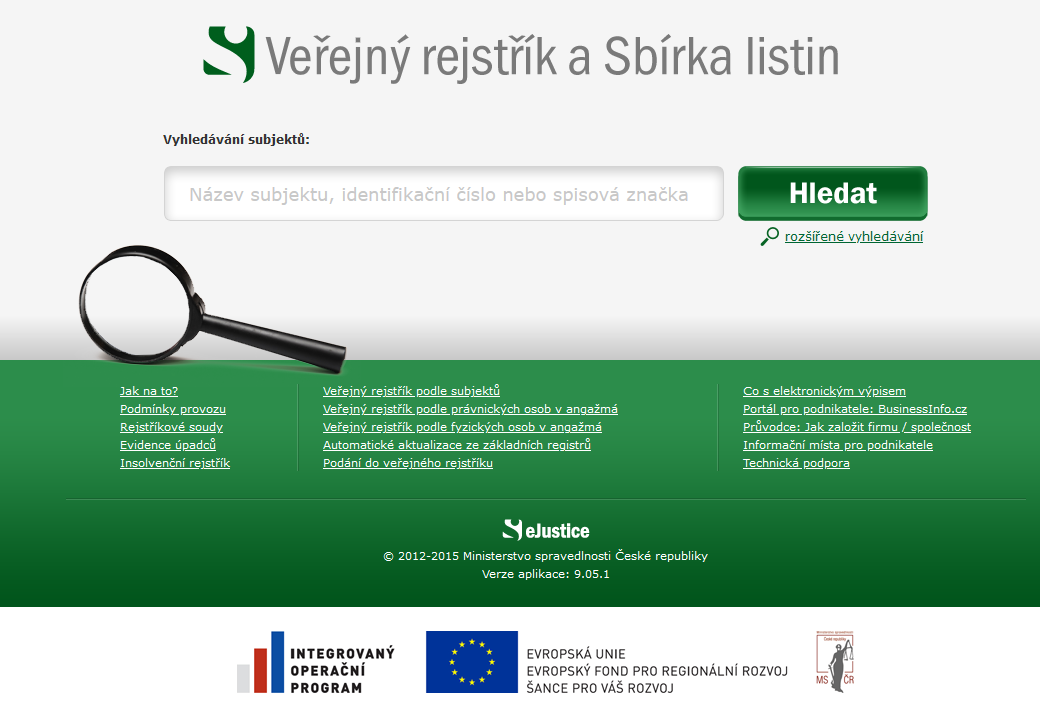 Veřejný rejstřík a Sbírka listin
Vyhledávání subjektů:
Název subjektu, identifikační číslo nebo spisová značka
Hledat
rozšířené vyhledávání
Jak na to?
Podmínky provozu
Rejstříkové soudy
Evidence úpadců
Insolvenční rejstřík
Veřejný rejstřík podle subjektů
Veřejný rejstřík podle právnických osob v angažmá
Veřejný rejstřík podle fyzických osob v angažmá
Automatické aktualizace ze základních registrů
Podání do veřejného rejstříku
Co s elektronickým výpisem
Portál pro podnikatele: BusinessInfo.cz
Průvodce: Jak založit firmu / společnost
Informační místa pro podnikatele
Technická podpora
eJustice
© 2012-2015 Ministerstvo spravedlnosti České republiky
Verze aplikace: 9.05.1
INTEGROVANÝ
OPERAČNÍ
PROGRAM
EVROPSKÁ UNIE
EVROPSKÝ FOND PRO REGIONÁLNÍ ROZVOJ
ŠANCE PRO VÁŠ ROZVOJ
Ministerstvo spravedlnosti
České republiky
MS ČR